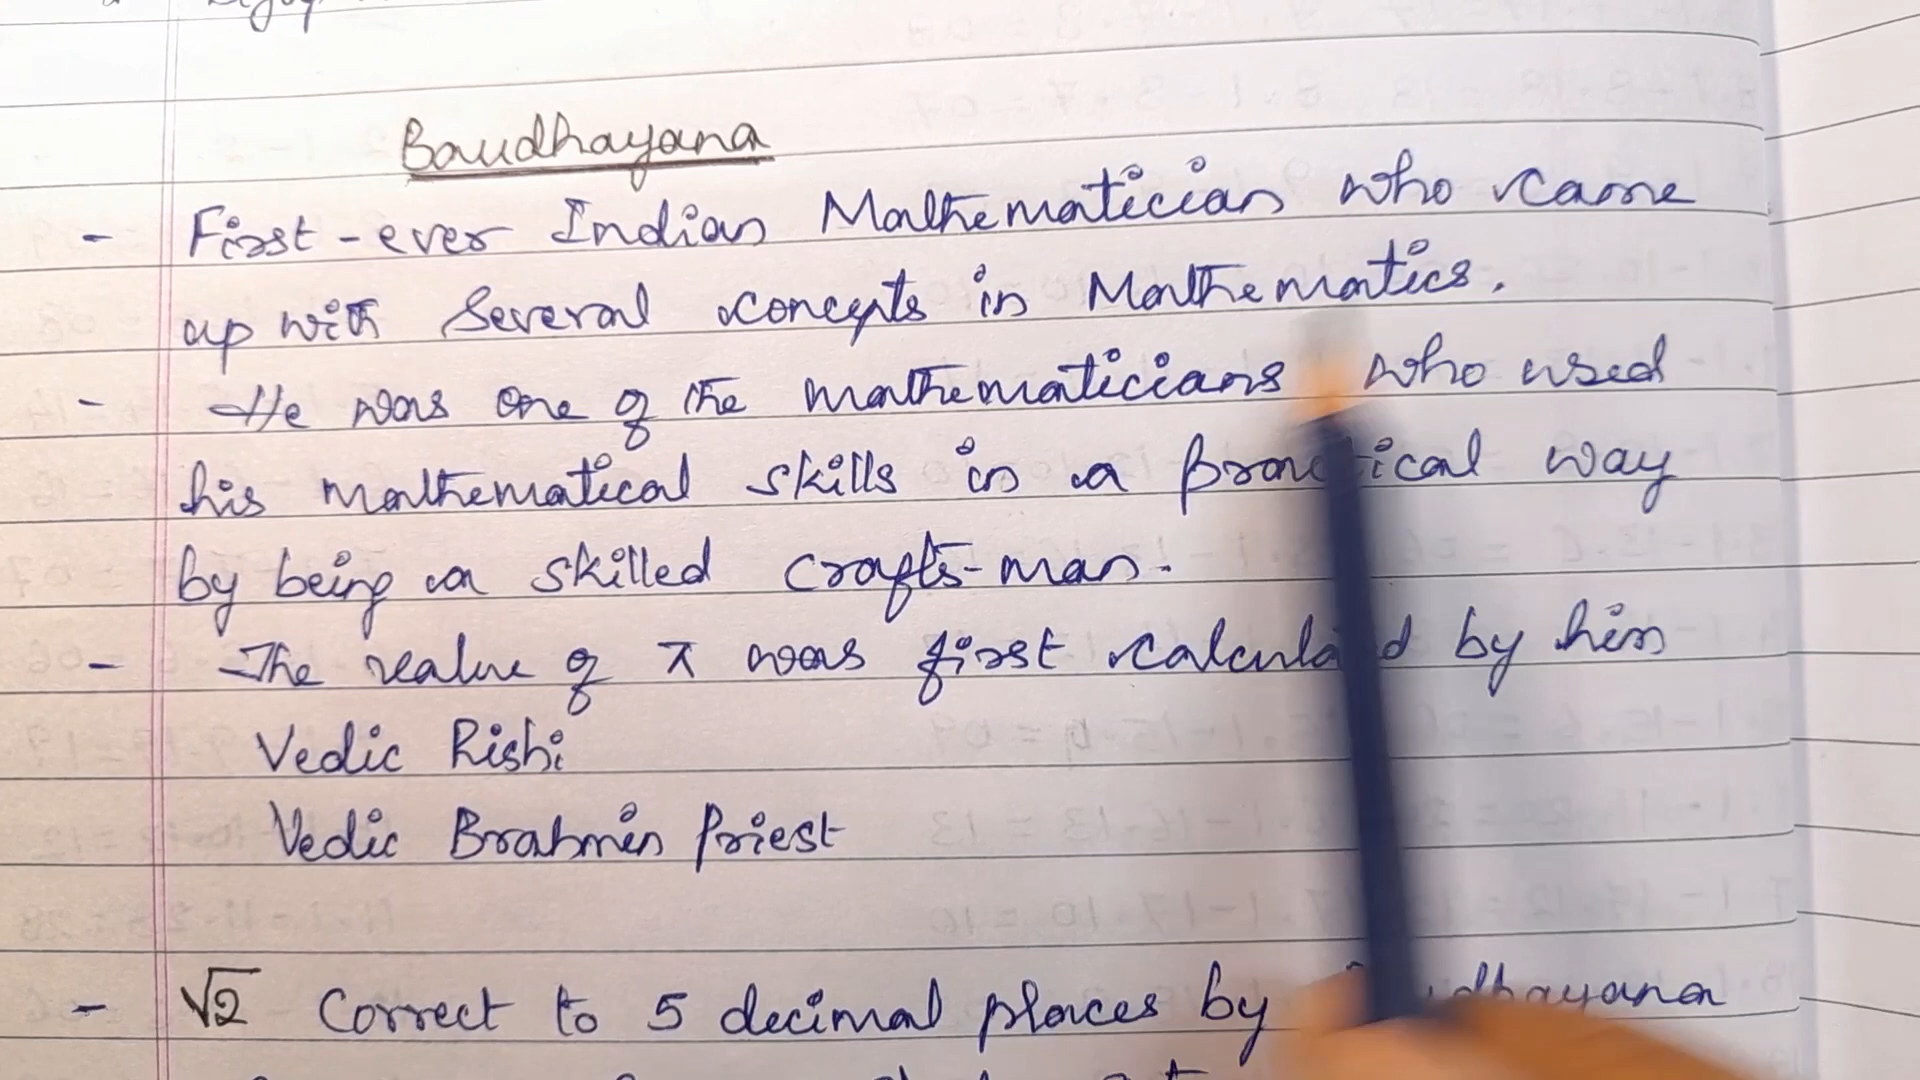 Baudhayana
- First-ever Indian Mathematician who came
up with several concepts in Mathematics.
- He was one of the mathematicians who used
his mathematical skills in a practical way
by being a skilled crafts-man.
- The value of π was first calculated by him
Vedic Rishi
Vedic Brahmin Priest
- √2 Correct to 5 decimal places by Baudhayana